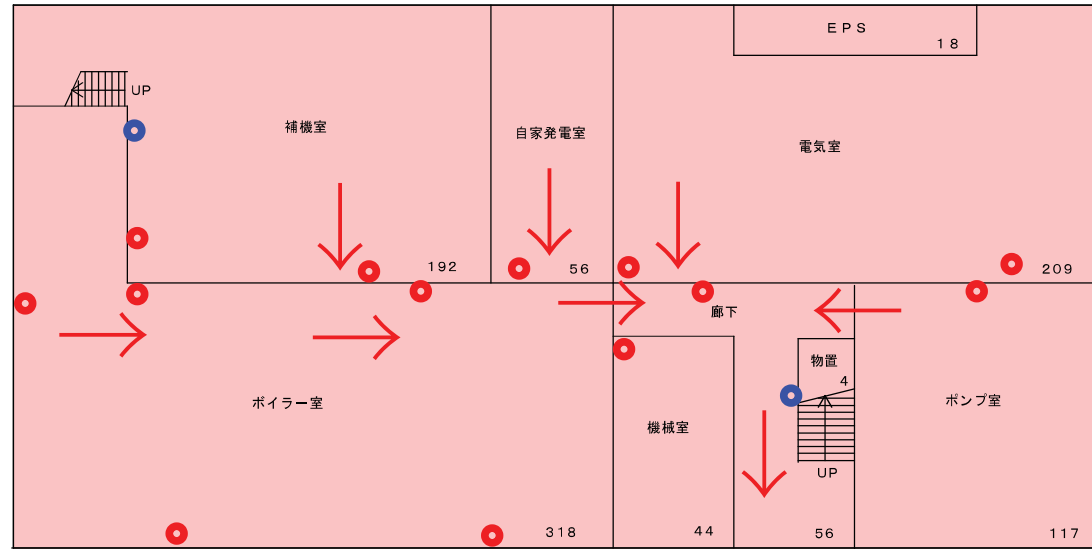 EPS
18
UP
補機室
自家発電室
電気室
192
56
209
廊下
物置
4
ボイラー室
機械室
ポンプ室
UP
318
44
56
117